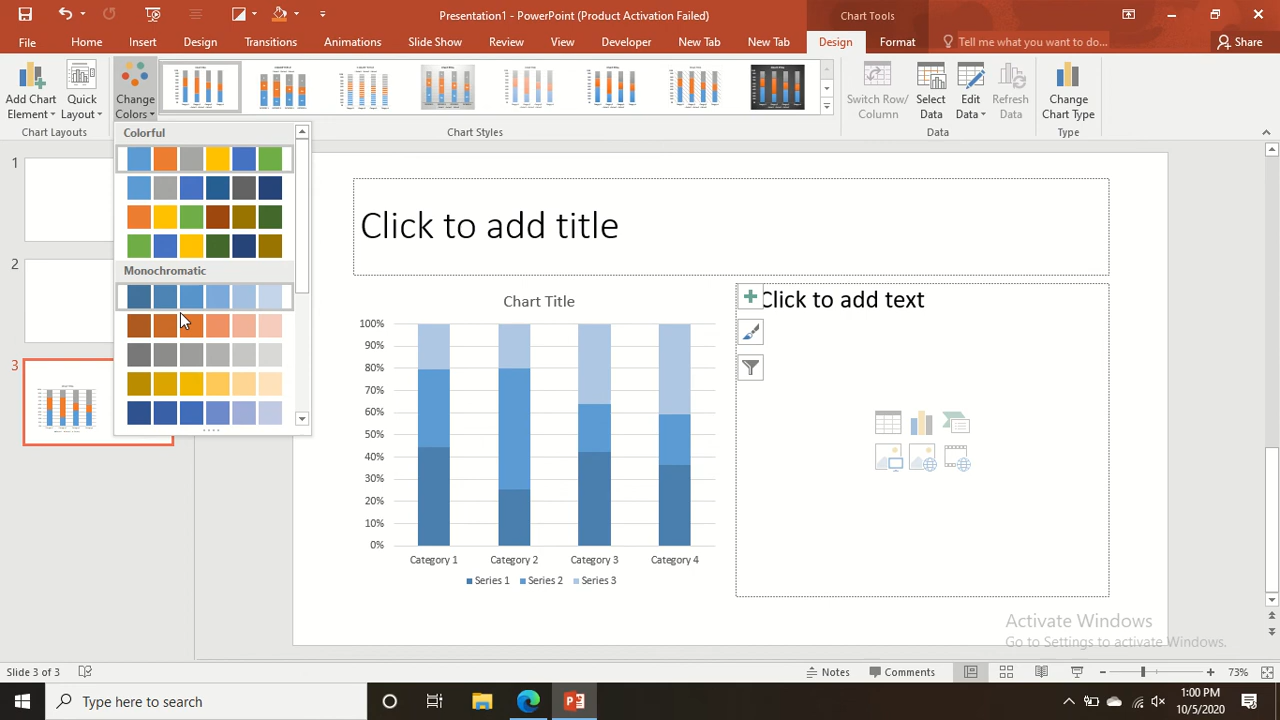 Presentation1 - PowerPoint (Product Activation Failed)
Chart Tools
File Home Insert Design Transitions Animations Slide Show Review View Developer New Tab New Tab Design Format Tell me what you want to do... Share
Add Chart Element
Quick Layout
Change Colors
Switch Row/ Column
Select Data
Edit Data
Refresh Data
Change Chart Type
Chart Layouts
Chart Styles
Data
Type
Colorful
Monochromatic
1
2
3
Click to add title
Chart Title
100%
90%
80%
70%
60%
50%
40%
30%
20%
10%
0%
Category 1 Category 2 Category 3 Category 4
Series 1 Series 2 Series 3
Click to add text
Activate Windows
Go to Settings to activate Windows.
Slide 3 of 3
Notes Comments 73%
Type here to search
1:00 PM
10/5/2020